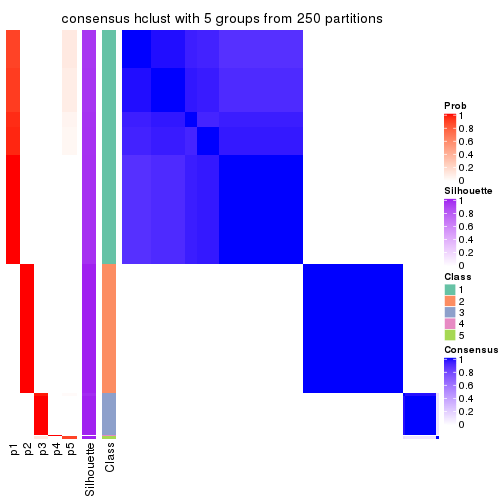 consensus hclust with 5 groups from 250 partitions
Prob
1
0.8
0.6
0.4
0.2
0
Silhouette
1
0.8
0.6
0.4
0.2
0
Class
1
2
3
4
5
Consensus
1
0.8
0.6
0.4
0.2
0
p1
p2
p3
p4
p5
Silhouette
Class